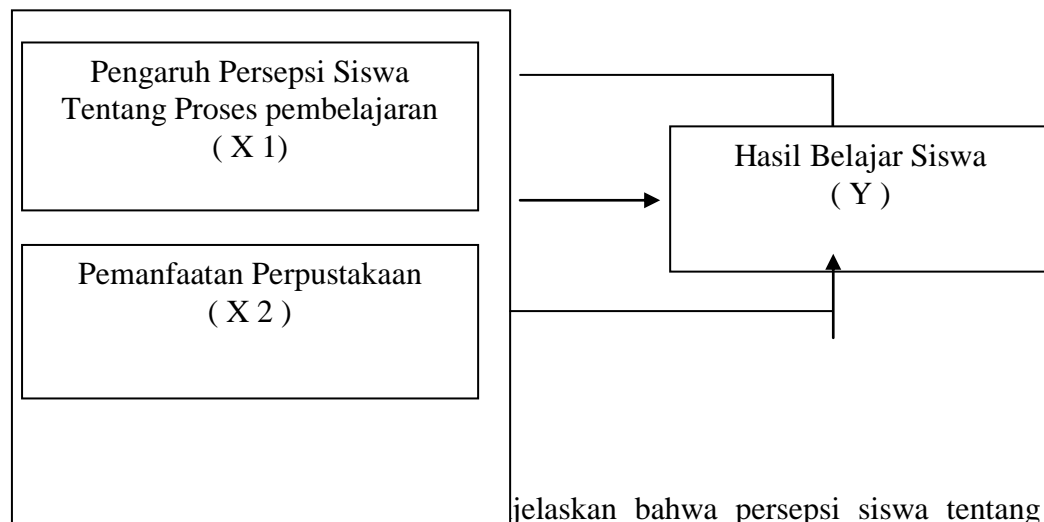 Pengaruh Persepsi Siswa
Tentang Proses pembelajaran
( X 1)
Hasil Belajar Siswa
( Y )
Pemanfaatan Perpustakaan
( X 2 )
jelaskan bahwa persepsi siswa tentang